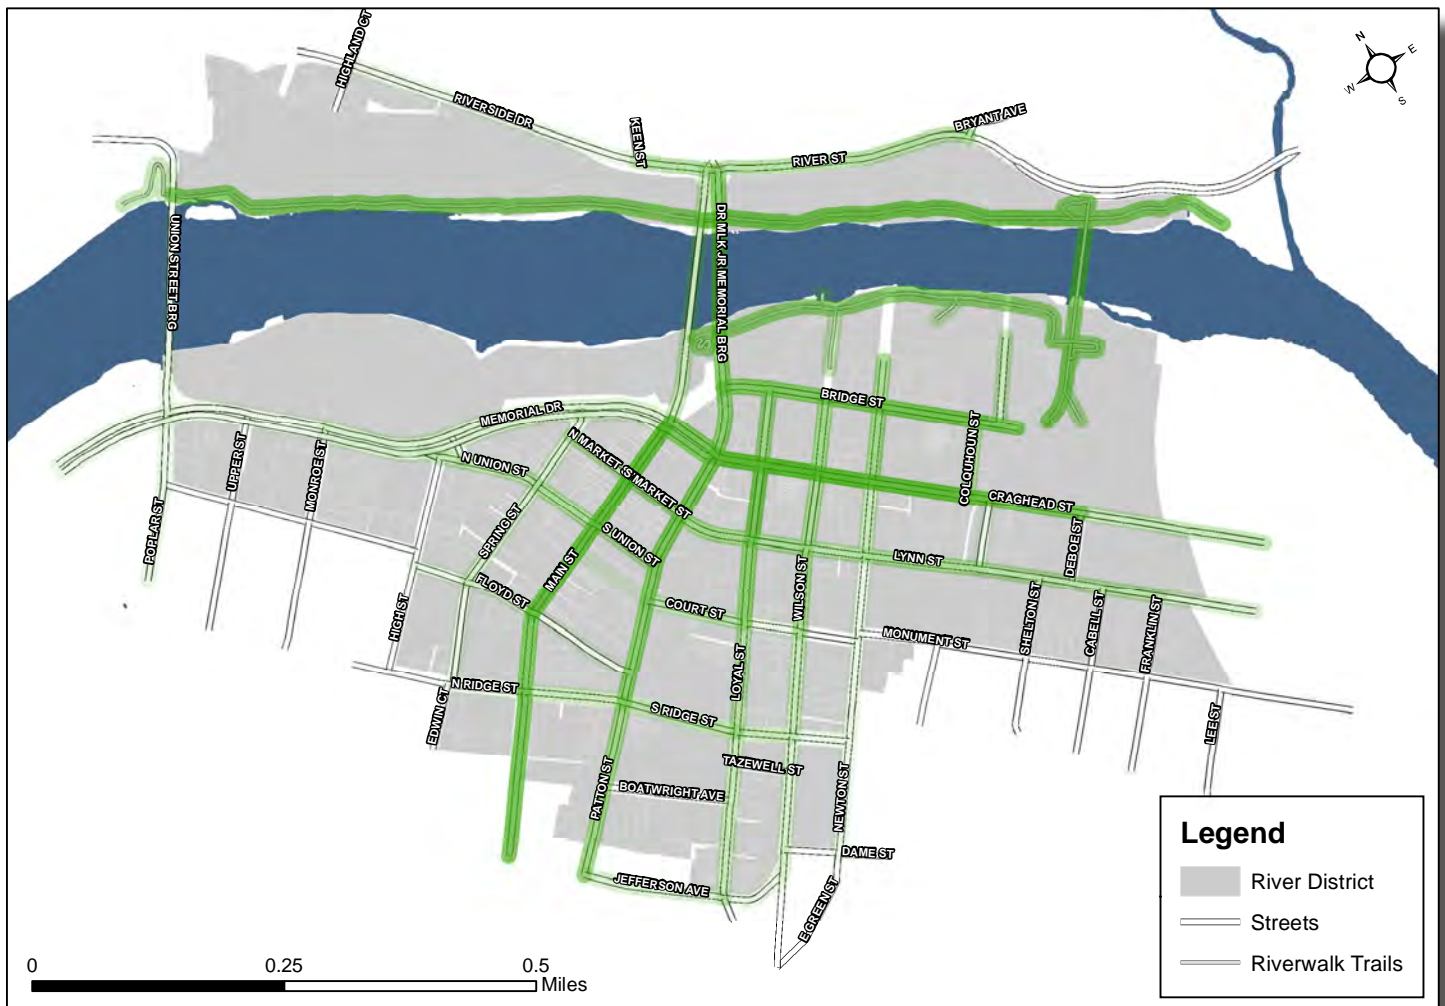 HIGHLAND CT
N
E
W
S
RIVERSIDE DR
KEEN ST
BRYANT AVE
RIVER ST
UNION STREET BRG
DR MLK JR MEMORIAL BRG
MEMORIAL DR
BRIDGE ST
N MARKET ST
S MARKET ST
UPPER ST
MONROE ST
N UNION ST
COLQUHOUN ST
CRAGHEAD ST
POPLAR ST
SPRING ST
S UNION ST
MAIN ST
LYNN ST
DEBOE ST
FLOYD ST
WILSON ST
HIGH ST
COURT ST
MONUMENT ST
SHELTON ST
CABELL ST
FRANKLIN ST
N RIDGE ST
LOYAL ST
EDWIN CT
S RIDGE ST
LEE ST
TAZEWELL ST
PATTON ST
BOATWRIGHT AVE
NEWTON ST
DAME ST
JEFFERSON AVE
E GREEN ST
Legend
River District
Streets
Riverwalk Trails
0 0.25 0.5
Miles